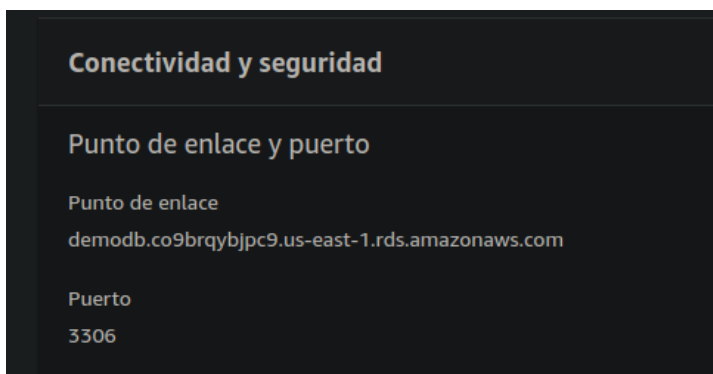 Conectividad y seguridad
Punto de enlace y puerto
Punto de enlace
demodb.co9brqybjpc9.us-east-1.rds.amazonaws.com
Puerto
3306